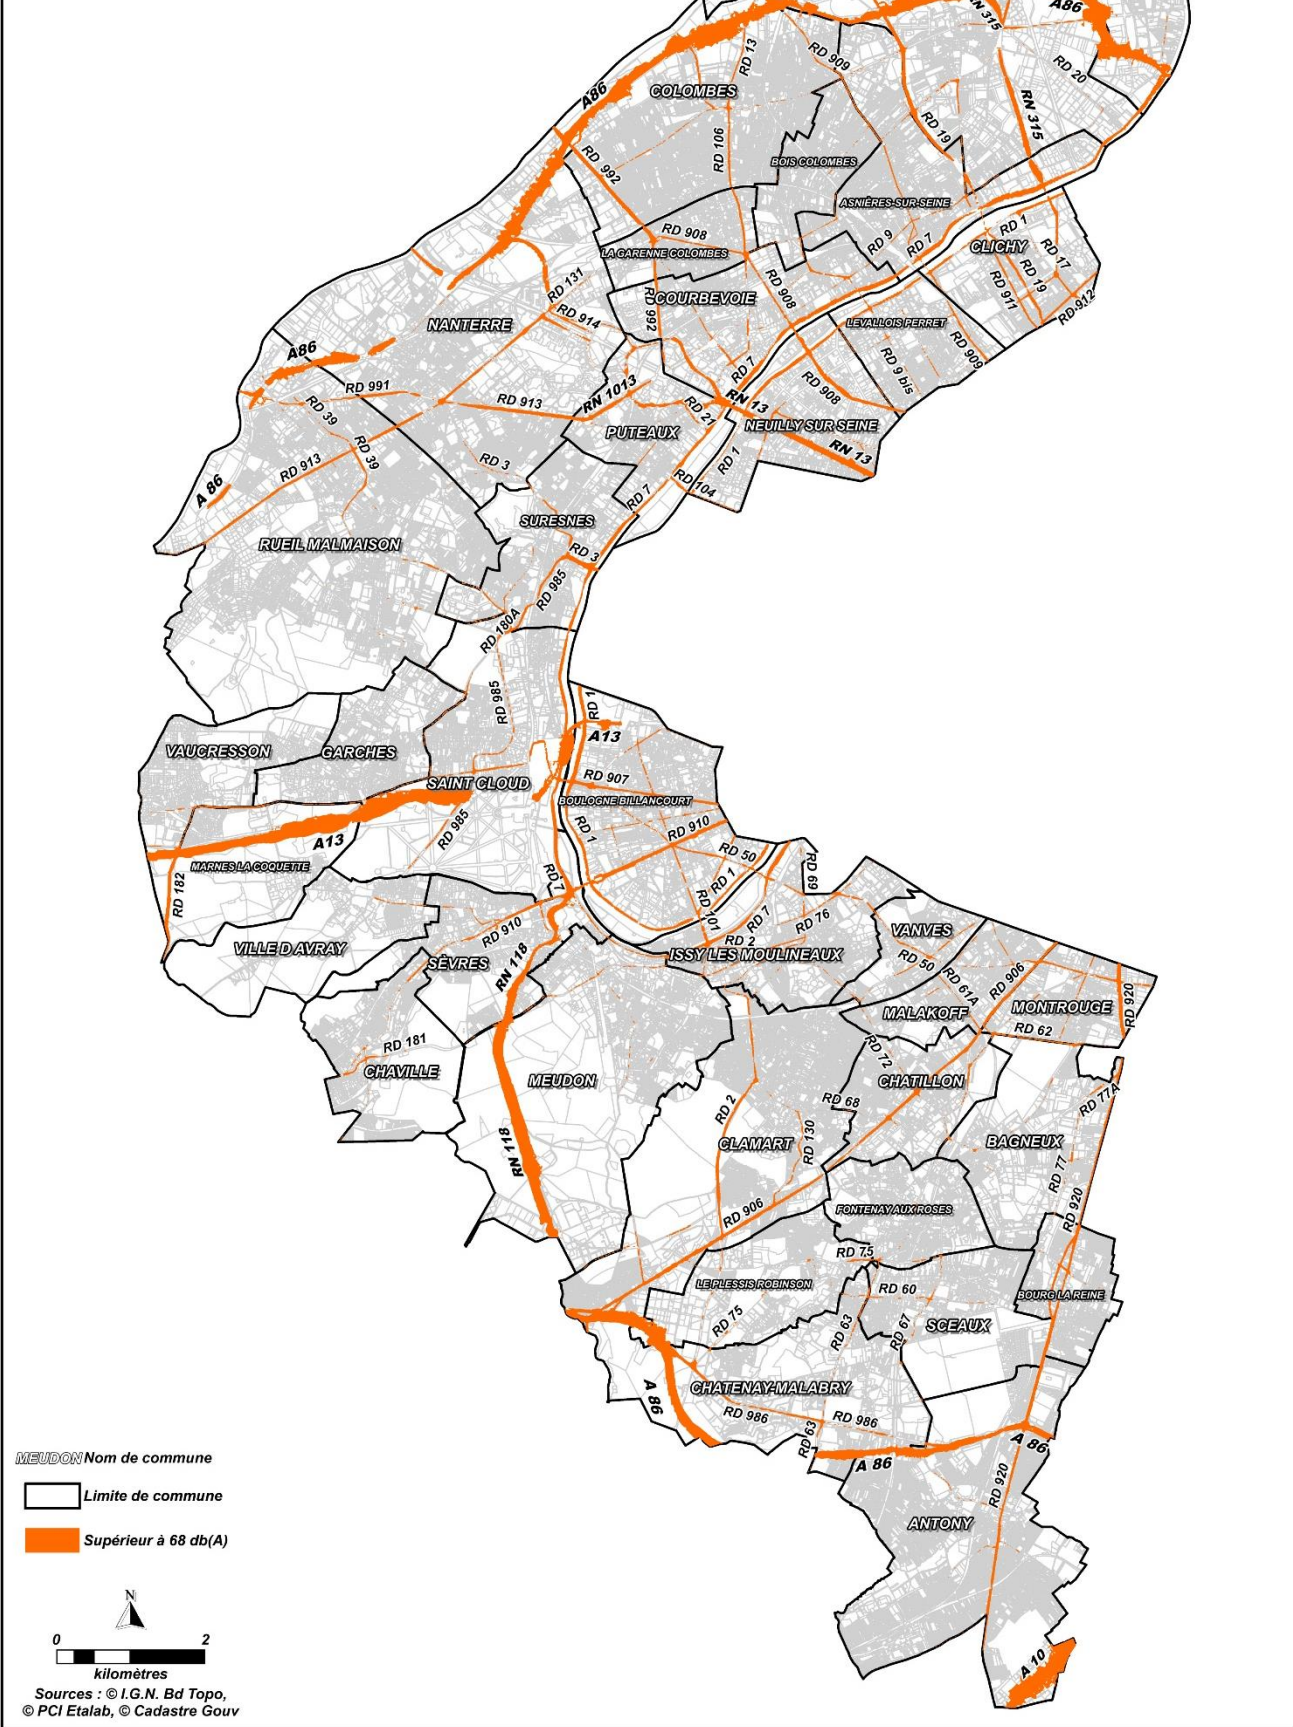 A86
RN 315
RD 13
RD 909
RD 20
COLOMBES
A86
RN 315
RD 19
RD 106
RD 992
BOIS COLOMBES
ASNIÈRES-SUR-SEINE
RD 908
RD 9
RD 7
RD 1
CLICHY
RD 17
LA GARENNE COLOMBES
RD 131
RD 19
RD 911
RD 908
COURBEVOIE
RD 992
RD 912
NANTERRE
RD 914
LEVALLOIS PERRET
RD 909
A86
RD 7
RD 9 bis
RD 991
RD 908
RN 1013
RD 913
RN 13
RD 39
RD 21
NEUILLY SUR SEINE
PUTEAUX
RD 39
RN 13
RD 3
RD 1
RD 913
A 86
RD 104
RD 7
SURESNES
RUEIL MALMAISON
RD 3
RD 985
RD 180A
RD 985
RD 1
A13
VAUCRESSON
GARCHES
SAINT CLOUD
RD 907
BOULOGNE BILLANCOURT
RD 985
RD 1
RD 910
A13
RD 50
MARNES LA COQUETTE
RD 69
RD 7
RD 1
RD 182
RD 101
RD 7
RD 76
VANVES
RD 910
RD 2
VILLE D AVRAY
ISSY LES MOULINEAUX
SÈVRES
RN 118
RD 50
RD 61A
RD 906
RD 920
MALAKOFF
MONTROUGE
RD 62
RD 181
RD 72
CHAVILLE
MEUDON
CHATILLON
RD 77A
RD 2
RD 68
RN 118
CLAMART
RD 130
BAGNEUX
RD 77
RD 906
FONTENAY AUX ROSES
RD 920
RD 75
LE PLESSIS ROBINSON
RD 60
BOURG LA REINE
RD 75
RD 63
RD 67
SCEAUX
CHATENAY-MALABRY
A 86
RD 986
RD 986
RD 63
A 86
A 86
RD 920
ANTONY
A 10
MEUDON Nom de commune
Limite de commune
Supérieur à 68 db(A)
N
0 2
kilomètres
Sources : © I.G.N. Bd Topo,
© PCI Etalab, © Cadastre Gouv